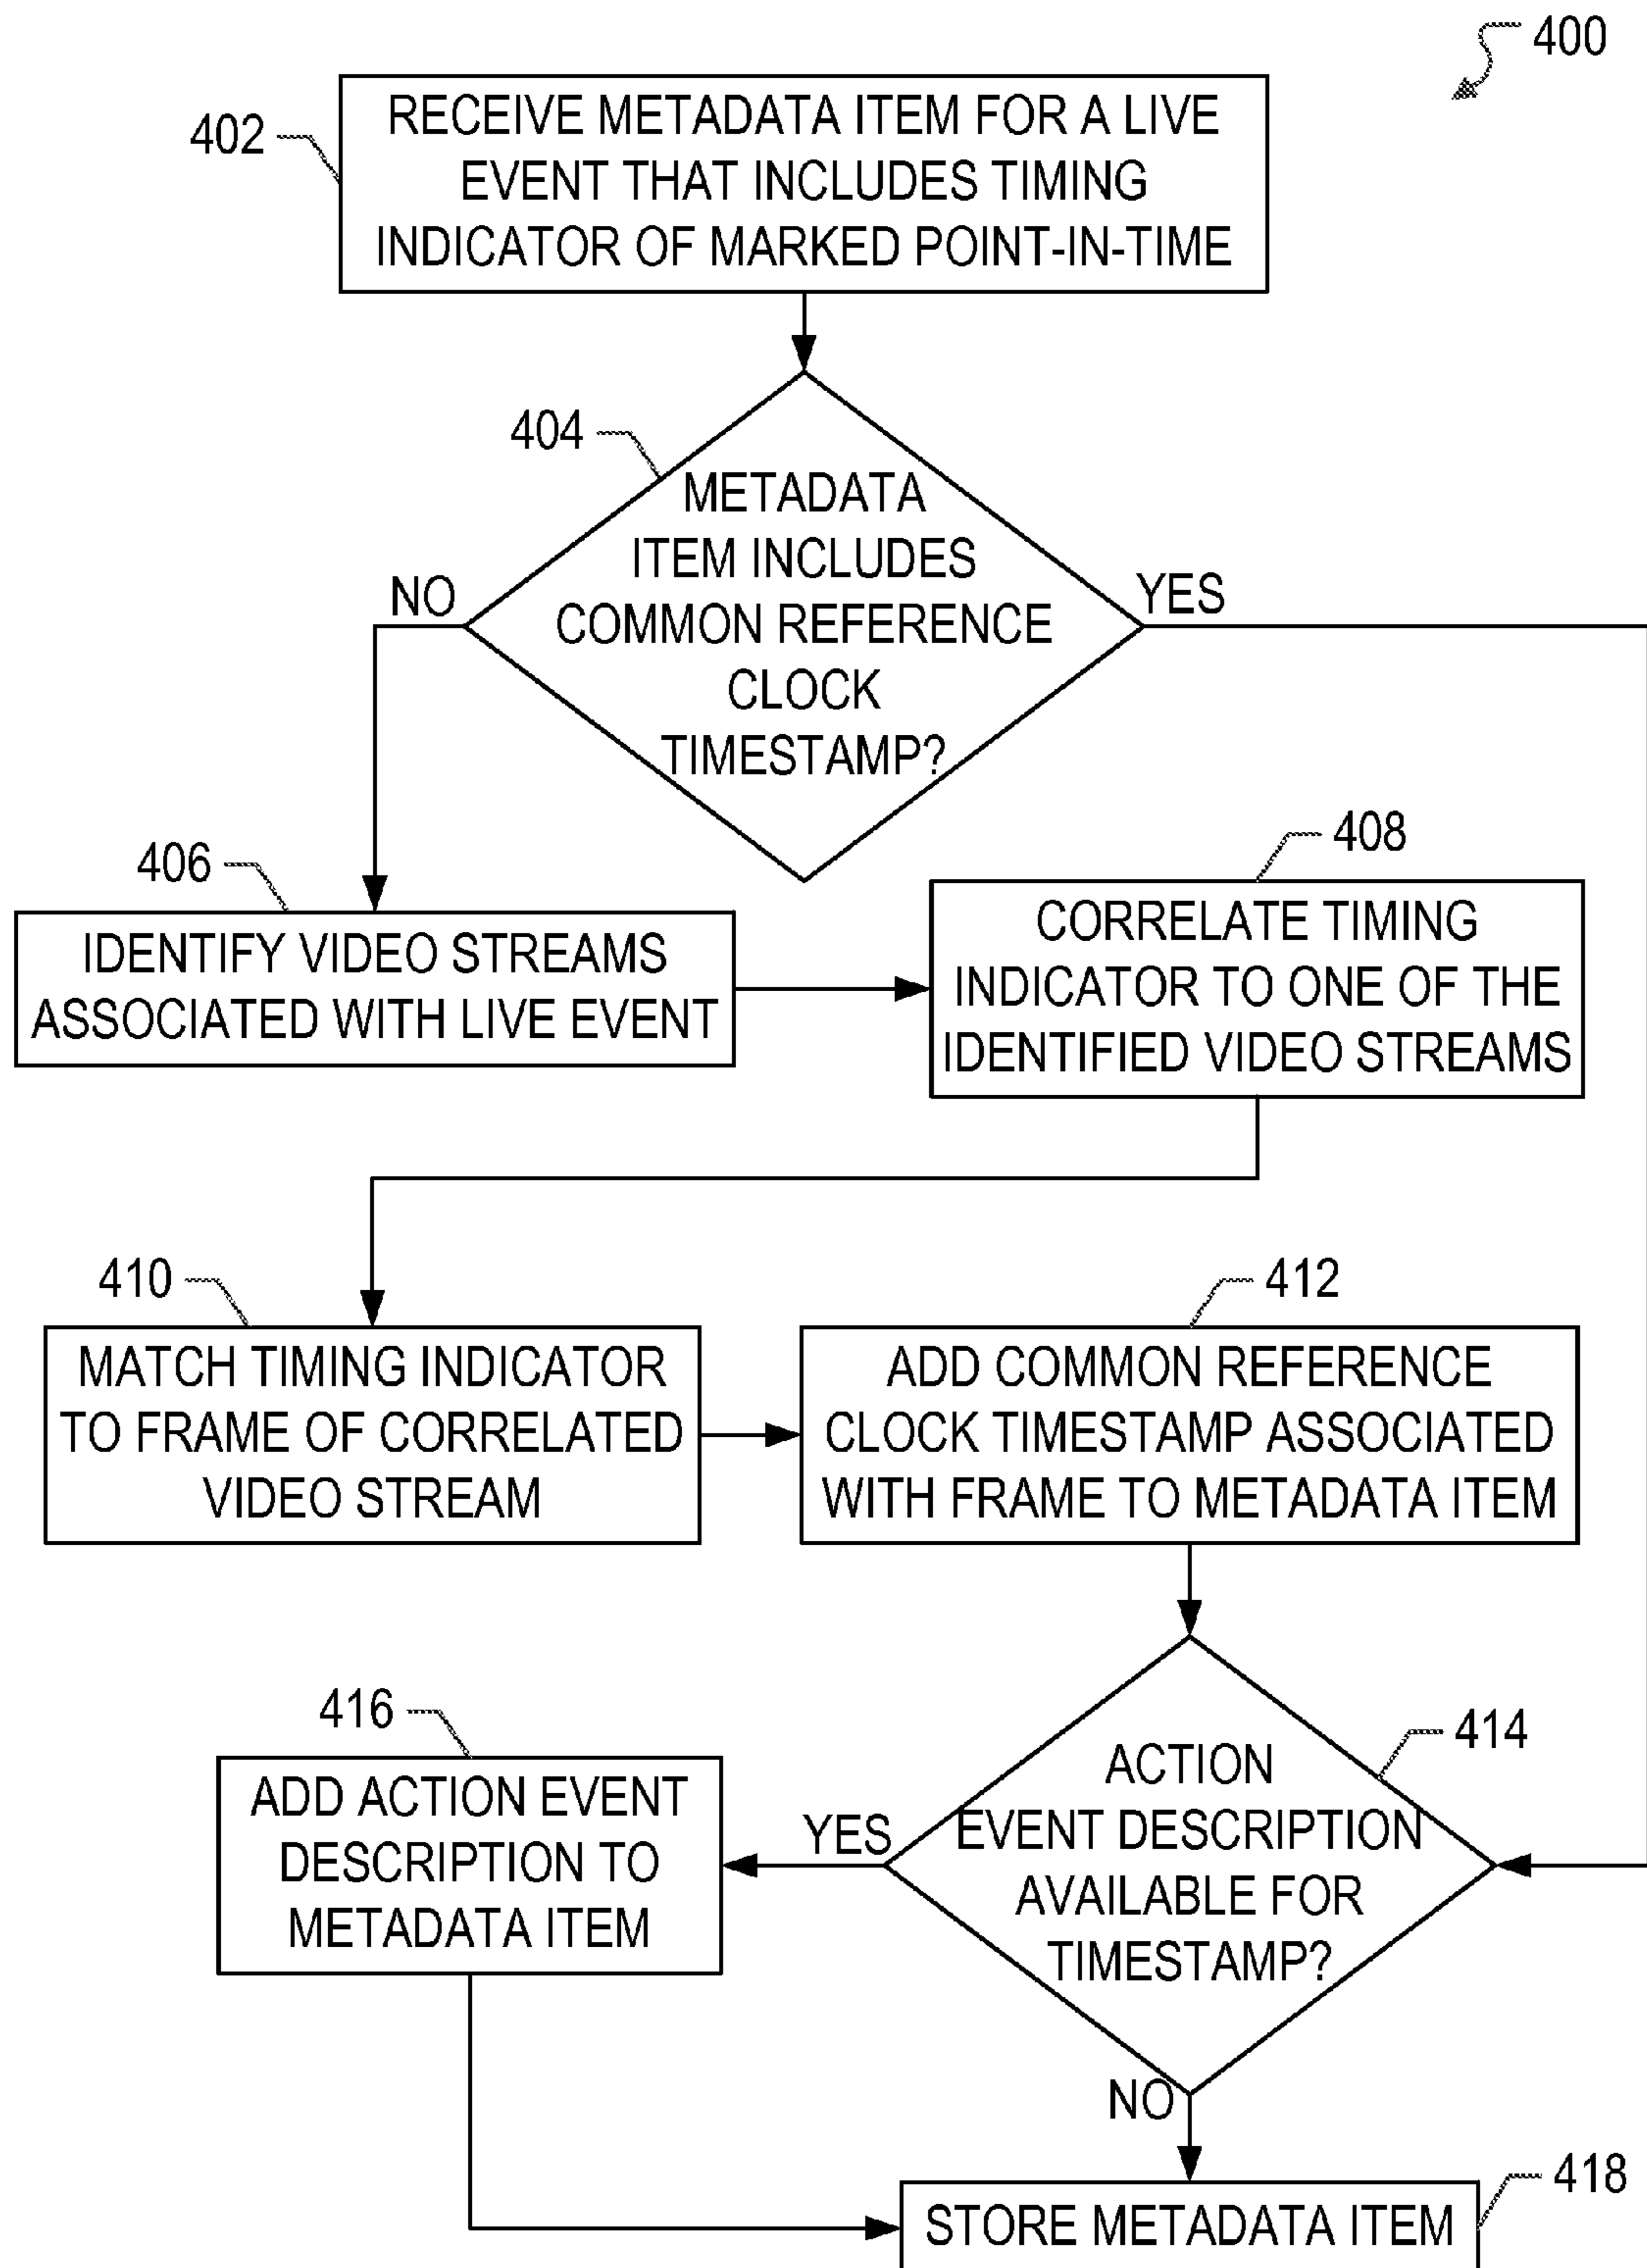 400
402
RECEIVE METADATA ITEM FOR A LIVE
EVENT THAT INCLUDES TIMING
INDICATOR OF MARKED POINT-IN-TIME
404
METADATA
ITEM INCLUDES
COMMON REFERENCE
CLOCK
TIMESTAMP?
NO
YES
406
IDENTIFY VIDEO STREAMS
ASSOCIATED WITH LIVE EVENT
408
CORRELATE TIMING
INDICATOR TO ONE OF THE
IDENTIFIED VIDEO STREAMS
410
MATCH TIMING INDICATOR
TO FRAME OF CORRELATED
VIDEO STREAM
412
ADD COMMON REFERENCE
CLOCK TIMESTAMP ASSOCIATED
WITH FRAME TO METADATA ITEM
414
ACTION
EVENT DESCRIPTION
AVAILABLE FOR
TIMESTAMP?
YES
NO
416
ADD ACTION EVENT
DESCRIPTION TO
METADATA ITEM
418
STORE METADATA ITEM